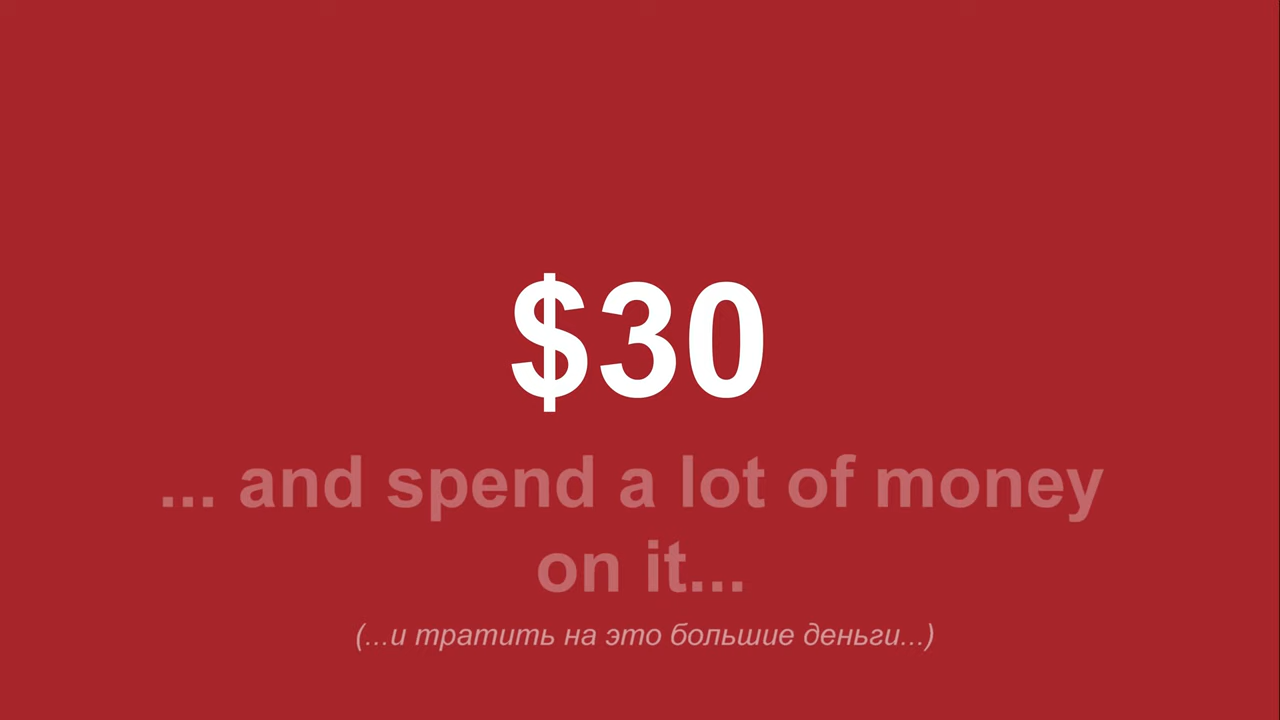 $30
... and spend a lot of money
on it...
(...и тратить на это большие деньги...)